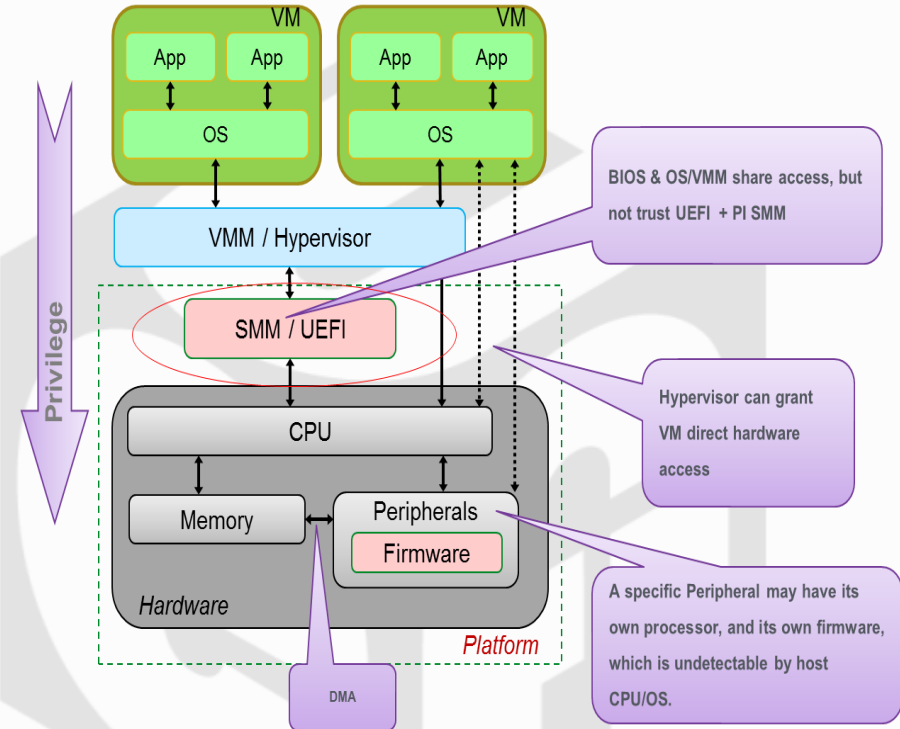 VM
VM
App
App
App
App
OS
OS
BIOS & OS/VMM share access, but
not trust UEFI + PI SMM
VMM / Hypervisor
SMM / UEFI
Privilege
Hypervisor can grant
VM direct hardware
access
CPU
Memory
Peripherals
Firmware
Hardware
Platform
A specific Peripheral may have its
own processor, and its own firmware,
which is undetectable by host
CPU/OS.
DMA